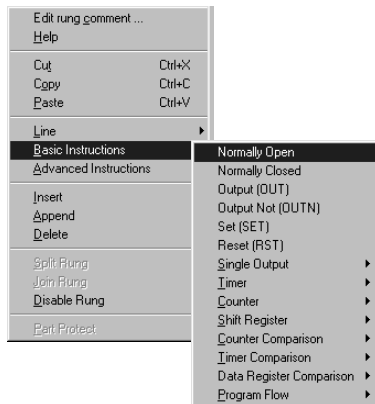 Edit rung comment ...
Help
Cut Ctrl+X
Copy Ctrl+C
Paste Ctrl+V
Line
Basic Instructions
Advanced Instructions
Insert
Append
Delete
Split Rung
Join Rung
Disable Rung
Part Protect
Normally Open
Normally Closed
Output (OUT)
Output Not (OUTN)
Set (SET)
Reset (RST)
Single Output
Timer
Counter
Shift Register
Counter Comparison
Timer Comparison
Data Register Comparison
Program Flow